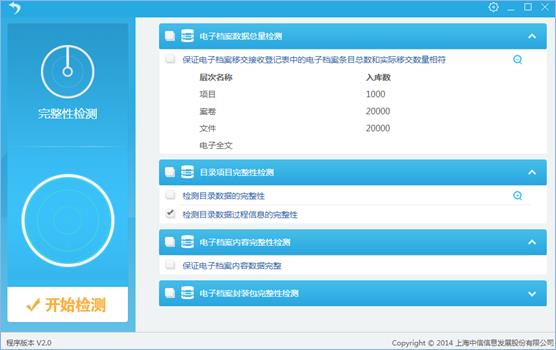 完整性检测
开始检测
电子档案数据总量检测
保证电子档案移交接收登记表中的电子档案条目总数和实际移交数量相符
层次名称 入库数
项目 1000
案卷 20000
文件 20000
电子全文
目录项目完整性检测
检测目录数据的完整性
检测目录数据过程信息的完整性
电子档案内容完整性检测
保证电子档案内容数据完整
电子档案封装包完整性检测
程序版本 V2.0
Copyright © 2014 上海中信信息发展股份有限公司